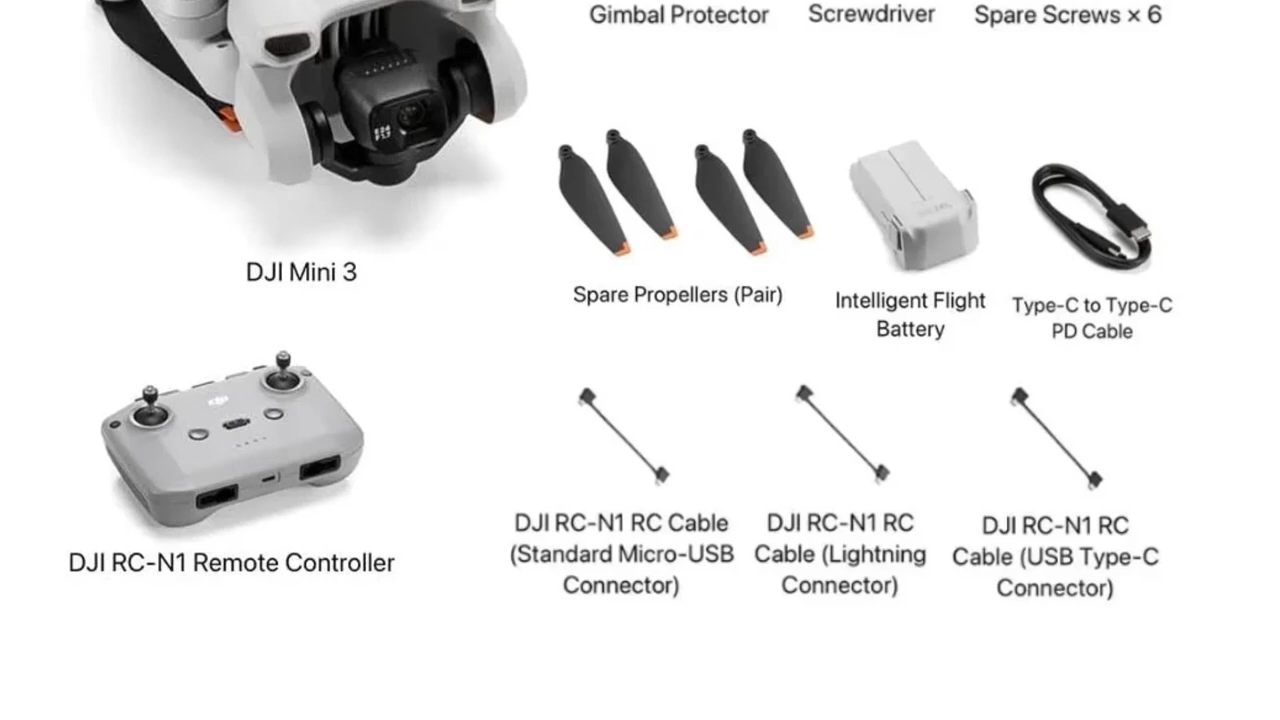 Gimbal Protector
Screwdriver
Spare Screws × 6
DJI Mini 3
Spare Propellers (Pair)
Intelligent Flight
Battery
Type-C to Type-C
PD Cable
DJI RC-N1 Remote Controller
DJI RC-N1 RC Cable
(Standard Micro-USB
Connector)
DJI RC-N1 RC
Cable (Lightning
Connector)
DJI RC-N1 RC
Cable (USB Type-C
Connector)